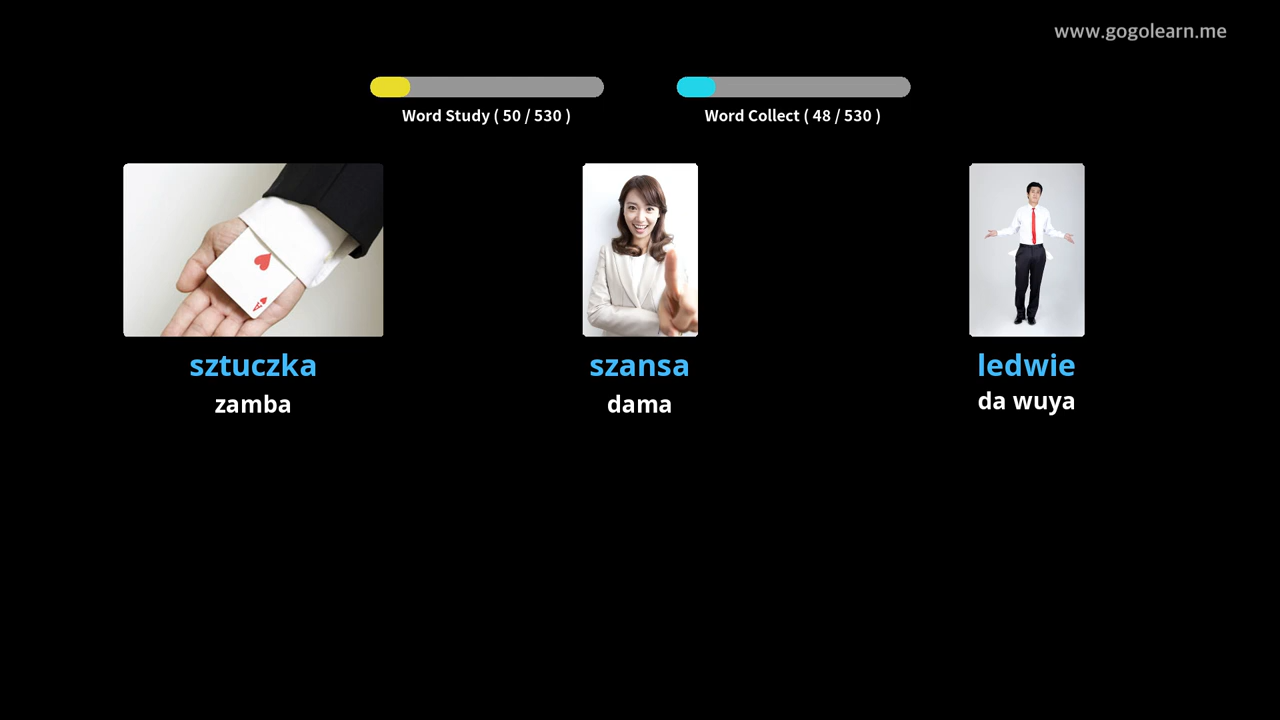 www.gogolearn.me
Word Study ( 50 / 530 )
Word Collect ( 48 / 530 )
sztuczka
zamba
szansa
dama
ledwie
da wuya